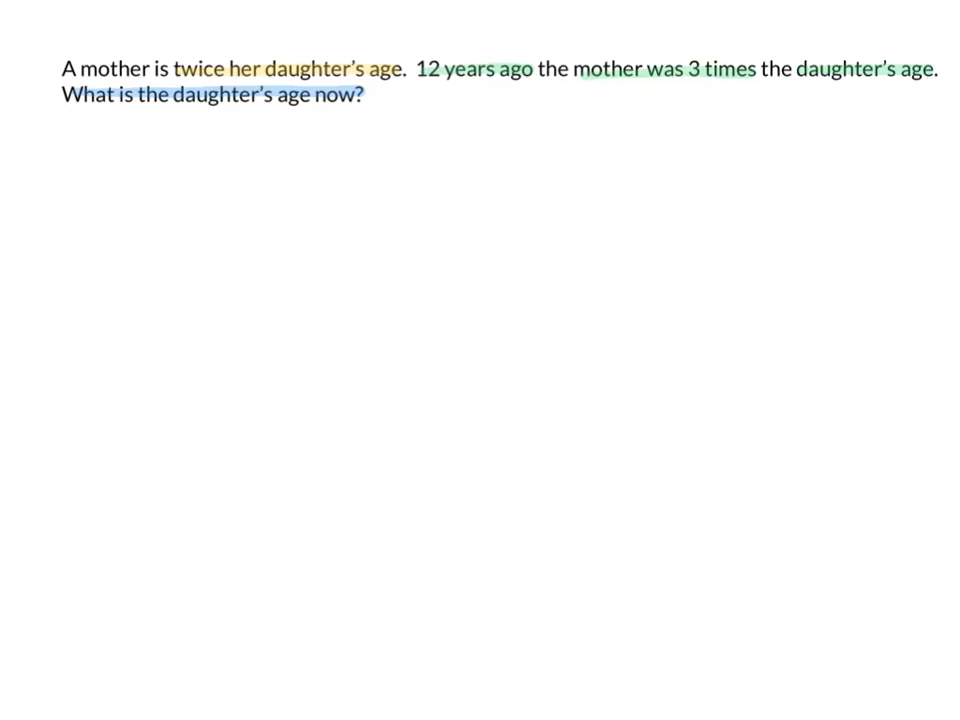 A mother is twice her daughter's age. 12 years ago the mother was 3 times the daughter's age.
What is the daughter's age now?